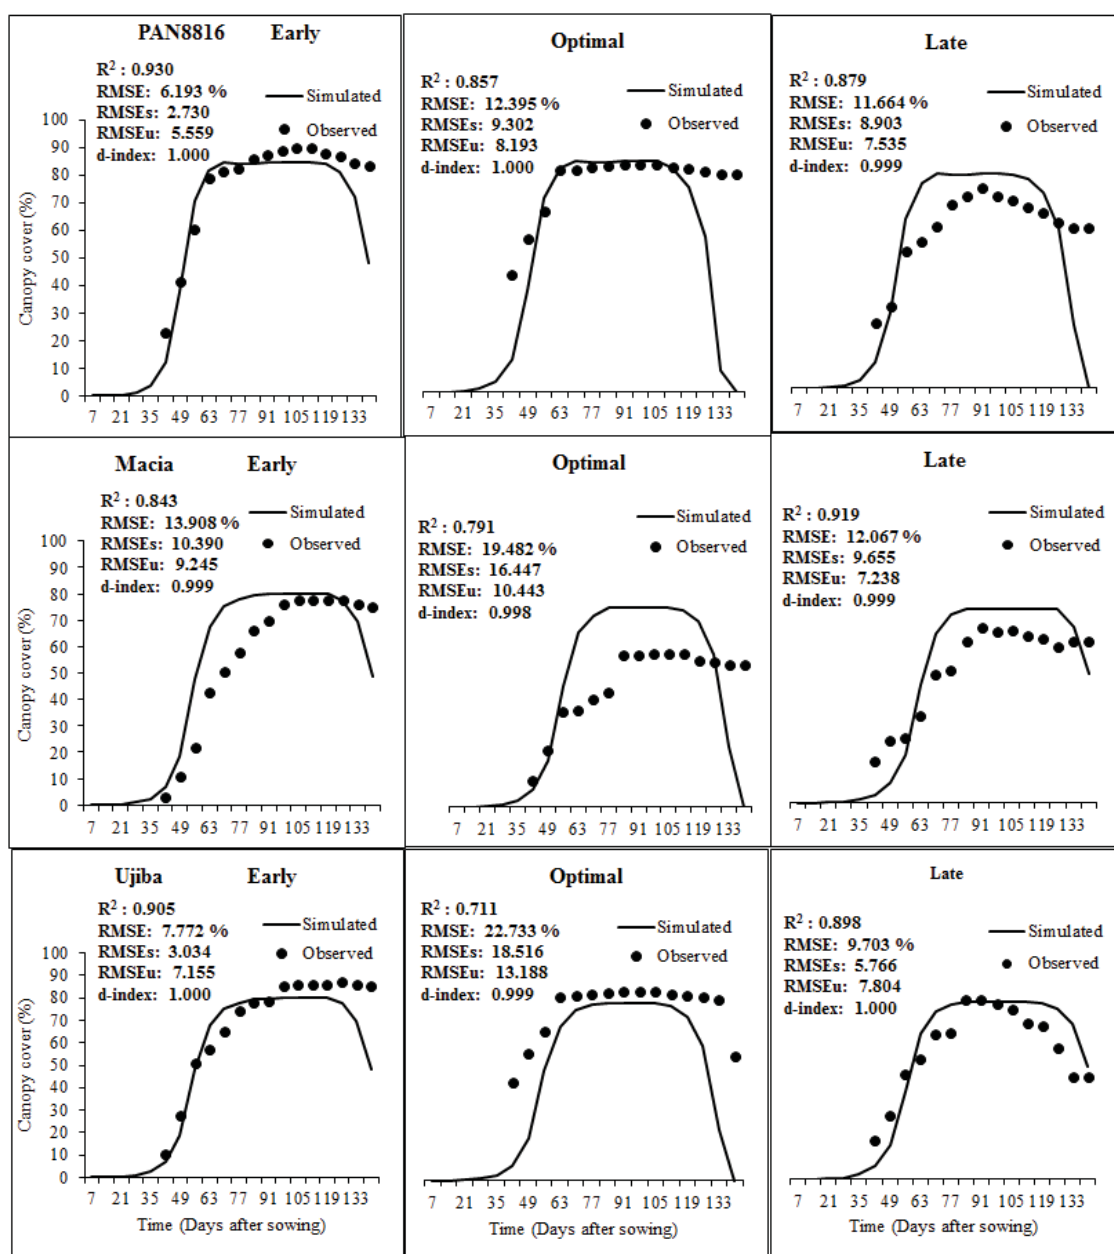 PAN8816 Early
R² : 0.930
RMSE: 6.193 %
RMSEs: 2.730
RMSEu: 5.559
d-index: 1.000
Simulated
Observed
Canopy cover (%)
100
90
80
70
60
50
40
30
20
10
0
7 21 35 49 63 77 91 105 119 133
Optimal
R² : 0.857
RMSE: 12.395 %
RMSEs: 9.302
RMSEu: 8.193
d-index: 1.000
Simulated
Observed
7 21 35 49 63 77 91 105 119 133
Late
R² : 0.879
RMSE: 11.664 %
RMSEs: 8.903
RMSEu: 7.535
d-index: 0.999
Simulated
Observed
7 21 35 49 63 77 91 105 119 133
Macia Early
R² : 0.843
RMSE: 13.908 %
RMSEs: 10.390
RMSEu: 9.245
d-index: 0.999
Simulated
Observed
Canopy cover (%)
100
90
80
70
60
50
40
30
20
10
0
7 21 35 49 63 77 91 105 119 133
Optimal
R² : 0.791
RMSE: 19.482 %
RMSEs: 16.447
RMSEu: 10.443
d-index: 0.998
Simulated
Observed
7 21 35 49 63 77 91 105 119 133
Late
R² : 0.919
RMSE: 12.067 %
RMSEs: 9.655
RMSEu: 7.238
d-index: 0.999
Simulated
Observed
7 21 35 49 63 77 91 105 119 133
Ujiba Early
R² : 0.905
RMSE: 7.772 %
RMSEs: 3.034
RMSEu: 7.155
d-index: 1.000
Simulated
Observed
Canopy cover (%)
100
90
80
70
60
50
40
30
20
10
0
7 21 35 49 63 77 91 105 119 133
Time (Days after sowing)
Optimal
R² : 0.711
RMSE: 22.733 %
RMSEs: 18.516
RMSEu: 13.188
d-index: 0.999
Simulated
Observed
7 21 35 49 63 77 91 105 119 133
Time (Days after sowing)
Late
R² : 0.898
RMSE: 9.703 %
RMSEs: 5.766
RMSEu: 7.804
d-index: 1.000
Simulated
Observed
7 21 35 49 63 77 91 105 119 133
Time (Days after sowing)